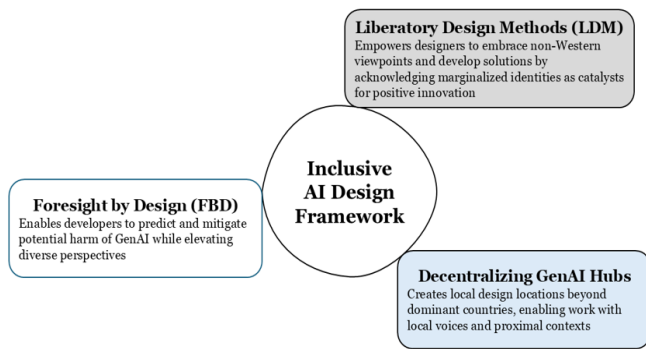 Liberatory Design Methods (LDM)
Empowers designers to embrace non-Western
viewpoints and develop solutions by
acknowledging marginalized identities as catalysts
for positive innovation
Inclusive
AI Design
Framework
Foresight by Design (FBD)
Enables developers to predict and mitigate
potential harm of GenAI while elevating
diverse perspectives
Decentralizing GenAI Hubs
Creates local design locations beyond
dominant countries, enabling work with
local voices and proximal contexts